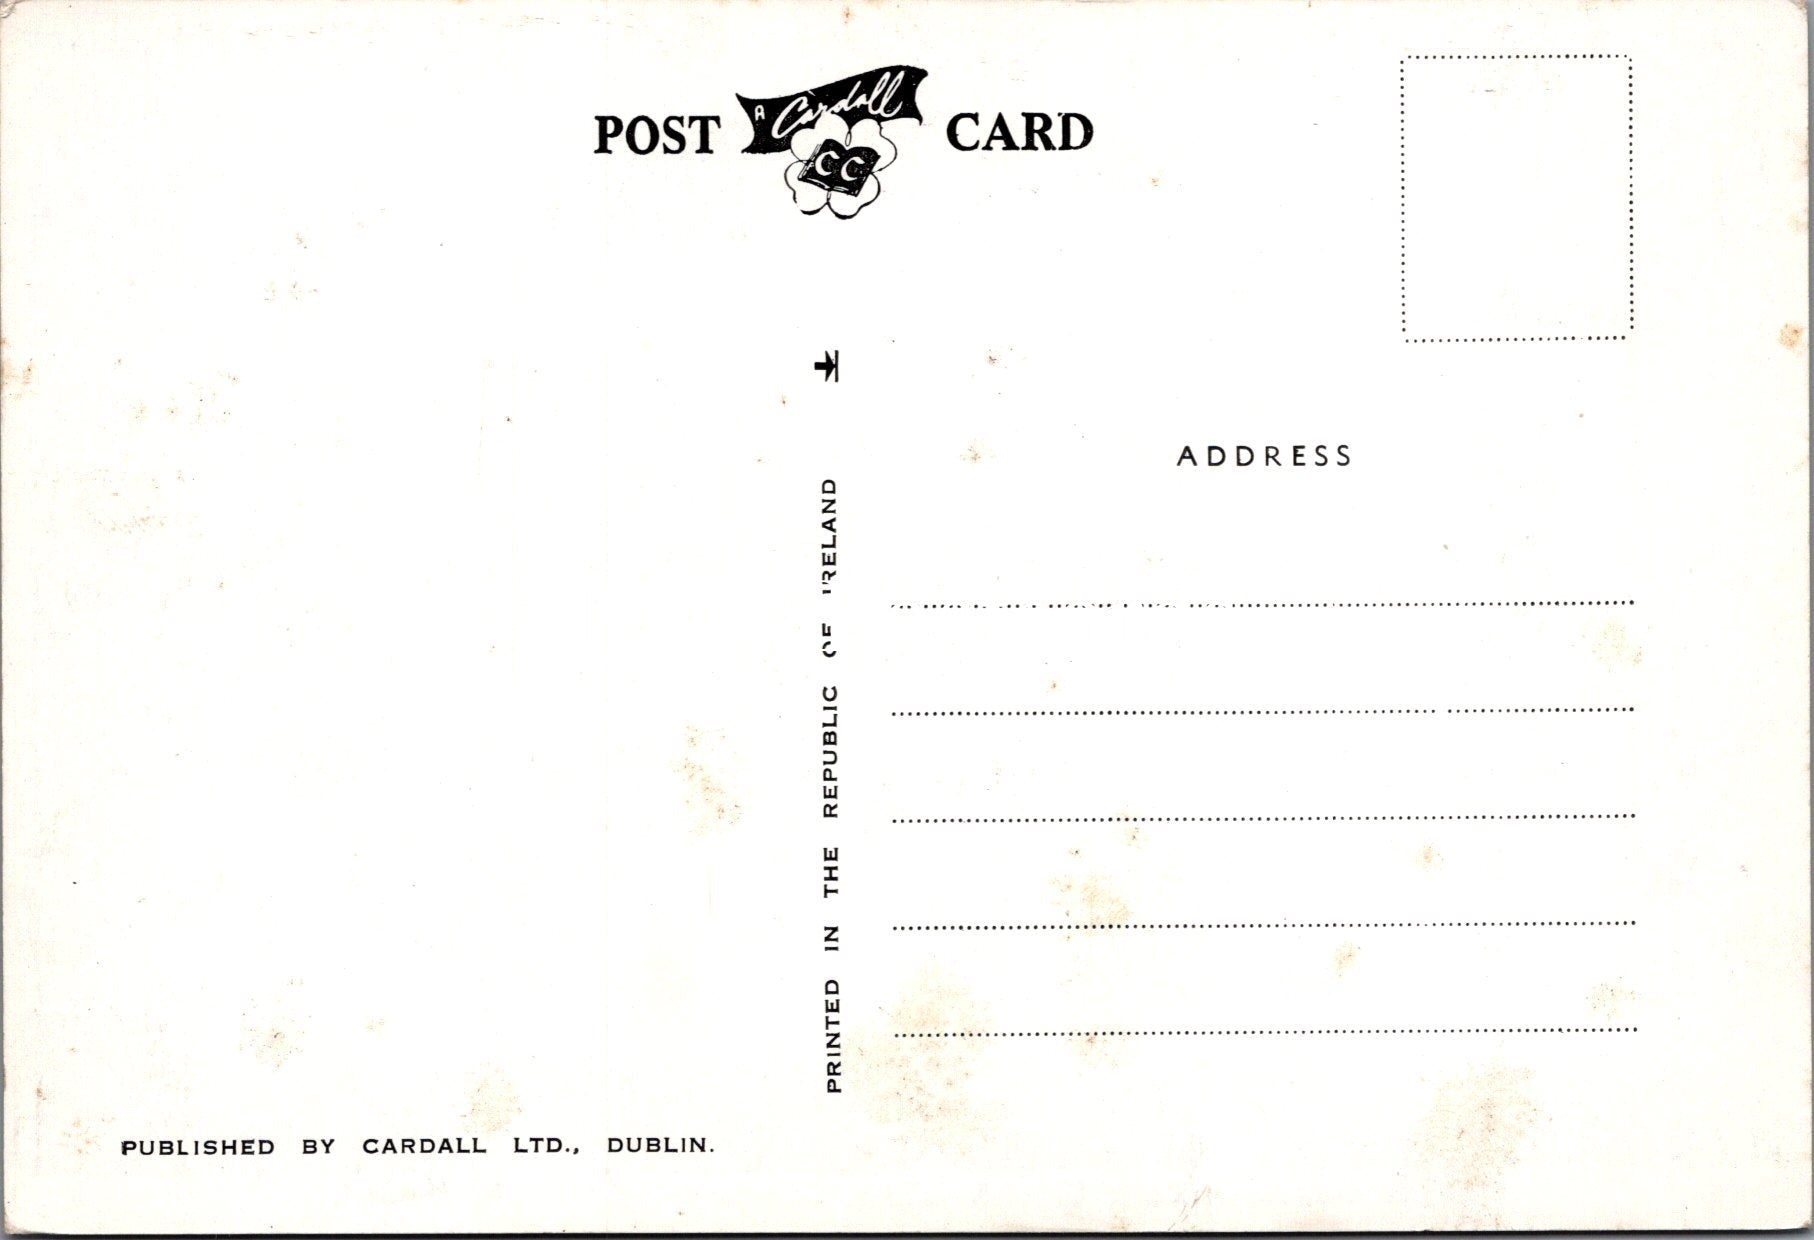 POST A Cardall CARD
CC
ADDRESS
PRINTED IN THE REPUBLIC OF IRELAND
PUBLISHED BY CARDALL LTD., DUBLIN.